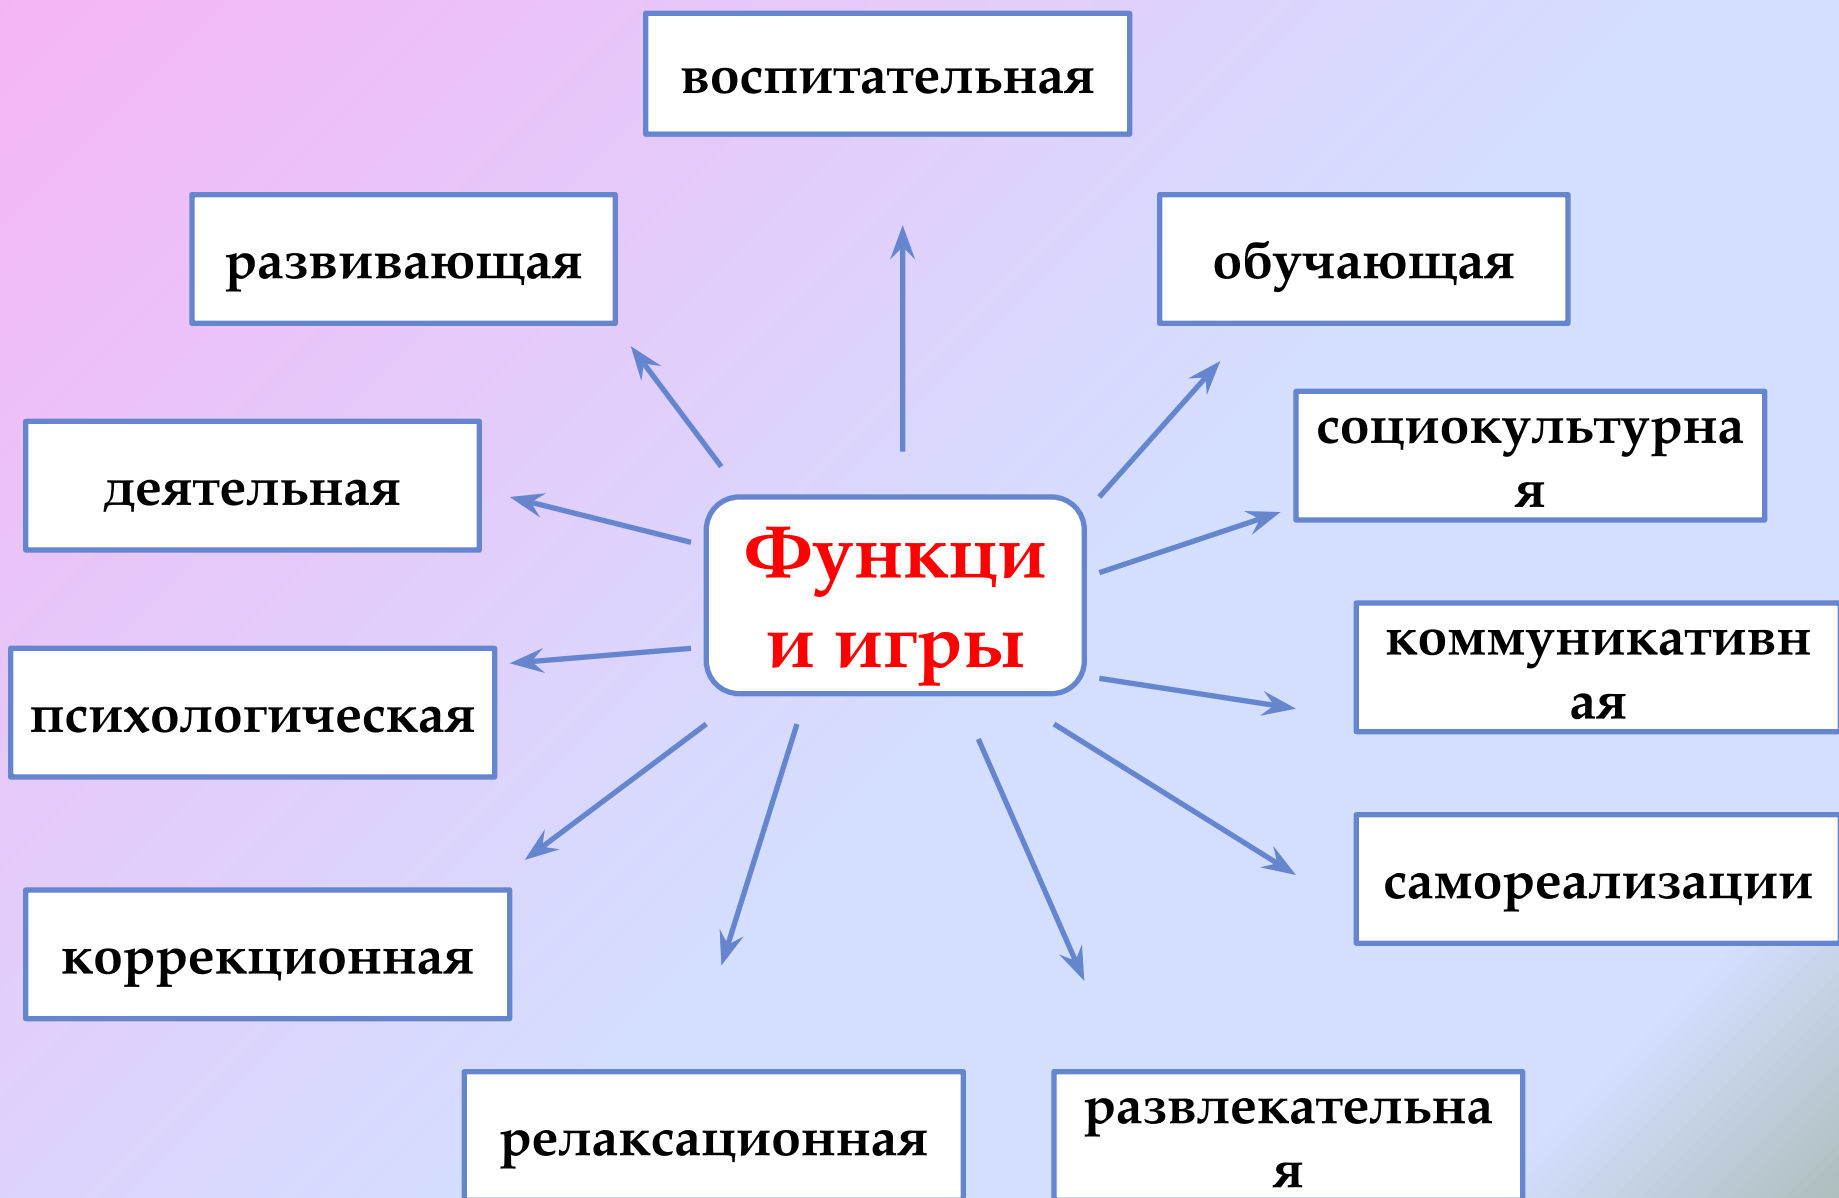 воспитательная
развивающая
обучающая
социокультурна
я
деятельная
Функци
и игры
коммуникативн
ая
психологическая
самореализации
коррекционная
релаксационная
развлекательна
я